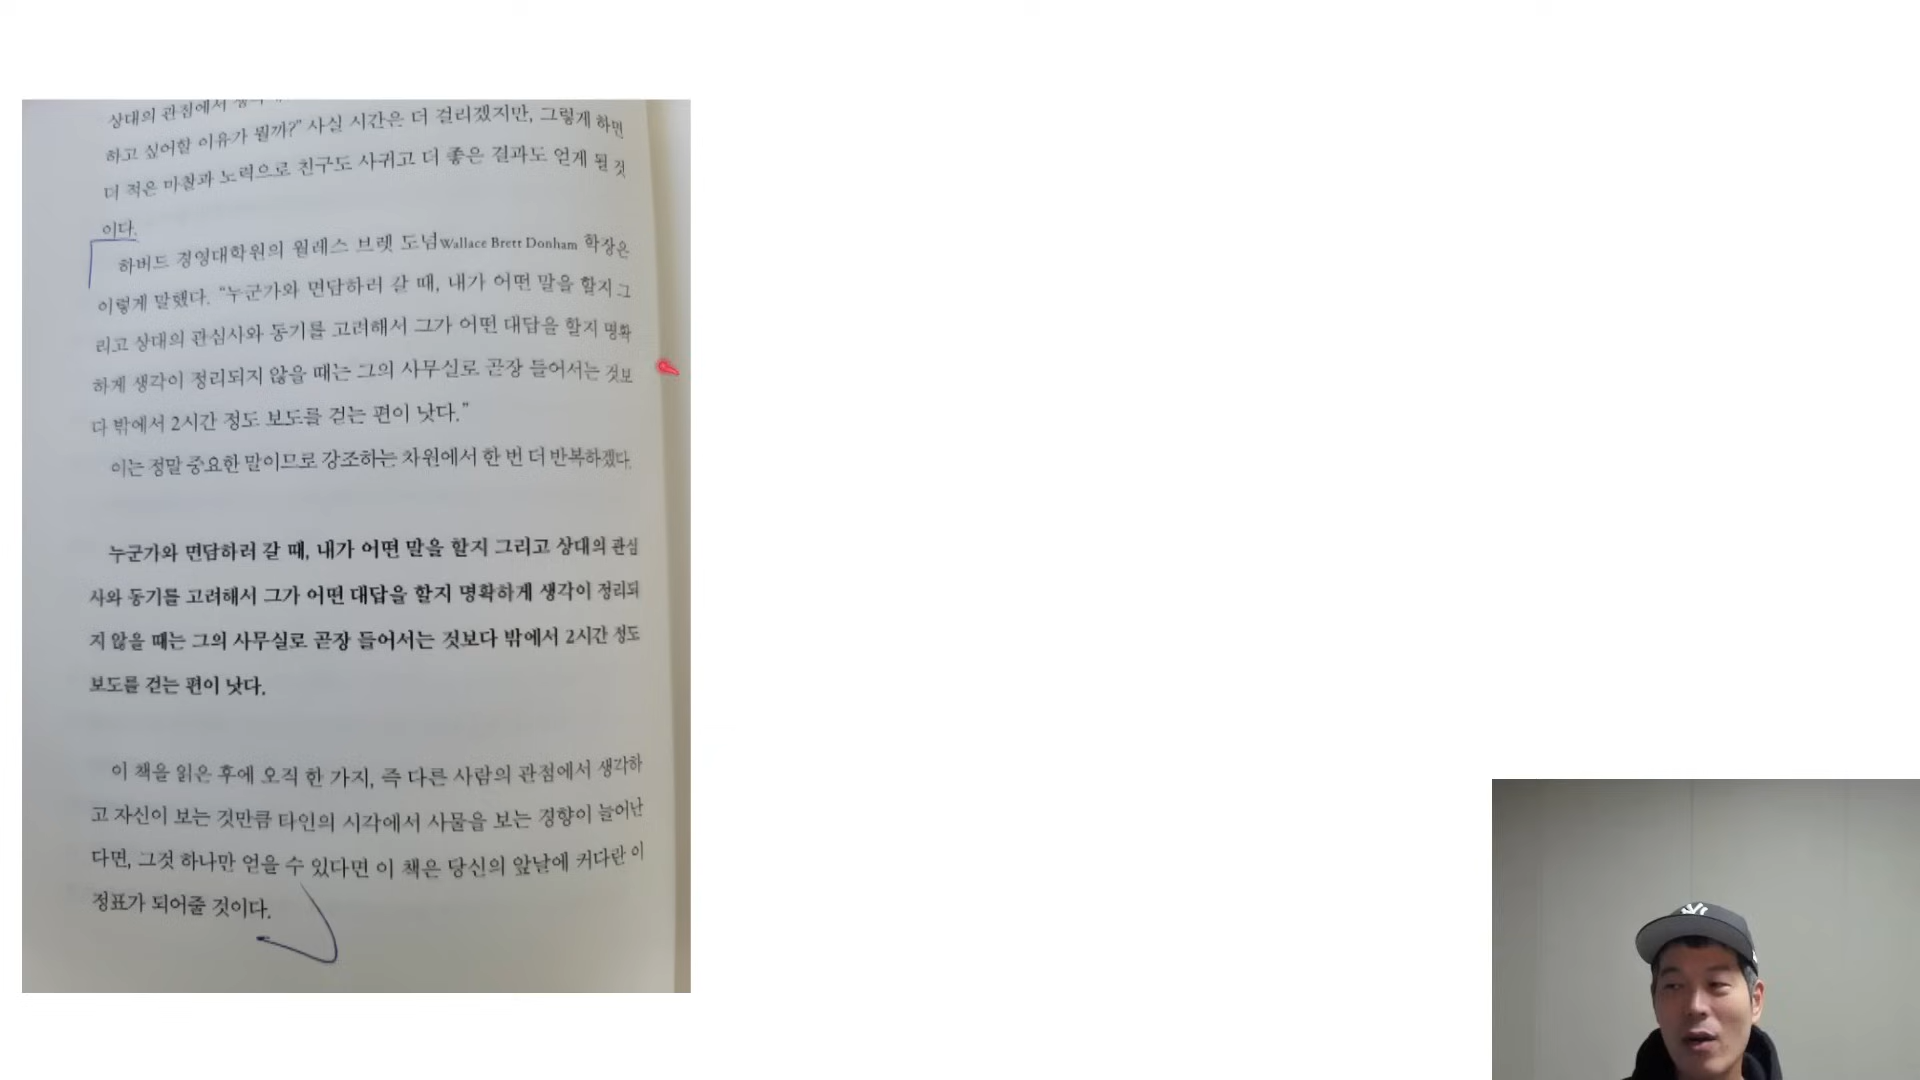 상대의 관점에서
하고 싶어할 이유가 뭘까?” 사실 시간은 더 걸리겠지만, 그렇게 하면
더 적은 마찰과 노력으로 친구도 사귀고 더 좋은 결과도 얻게 될 것
이다.
하버드 경영대학원의 월레스 브렛 도넘Wallace Brett Donham 학장은
이렇게 말했다. “누군가와 면담하러 갈 때, 내가 어떤 말을 할지 그
리고 상대의 관심사와 동기를 고려해서 그가 어떤 대답을 할지 명확
하게 생각이 정리되지 않을 때는 그의 사무실로 곧장 들어서는 것보
다 밖에서 2시간 정도 보도를 걷는 편이 낫다.”
이는 정말 중요한 말이므로 강조하는 차원에서 한 번 더 반복하겠다.
누군가와 면담하러 갈 때, 내가 어떤 말을 할지 그리고 상대의 관심
사와 동기를 고려해서 그가 어떤 대답을 할지 명확하게 생각이 정리되
지 않을 때는 그의 사무실로 곧장 들어서는 것보다 밖에서 2시간 정도
보도를 걷는 편이 낫다.
이 책을 읽은 후에 오직 한 가지, 즉 다른 사람의 관점에서 생각하
고 자신이 보는 것만큼 타인의 시각에서 사물을 보는 경향이 늘어난
다면, 그것 하나만 얻을 수 있다면 이 책은 당신의 앞날에 커다란 이
정표가 되어줄 것이다.
NY